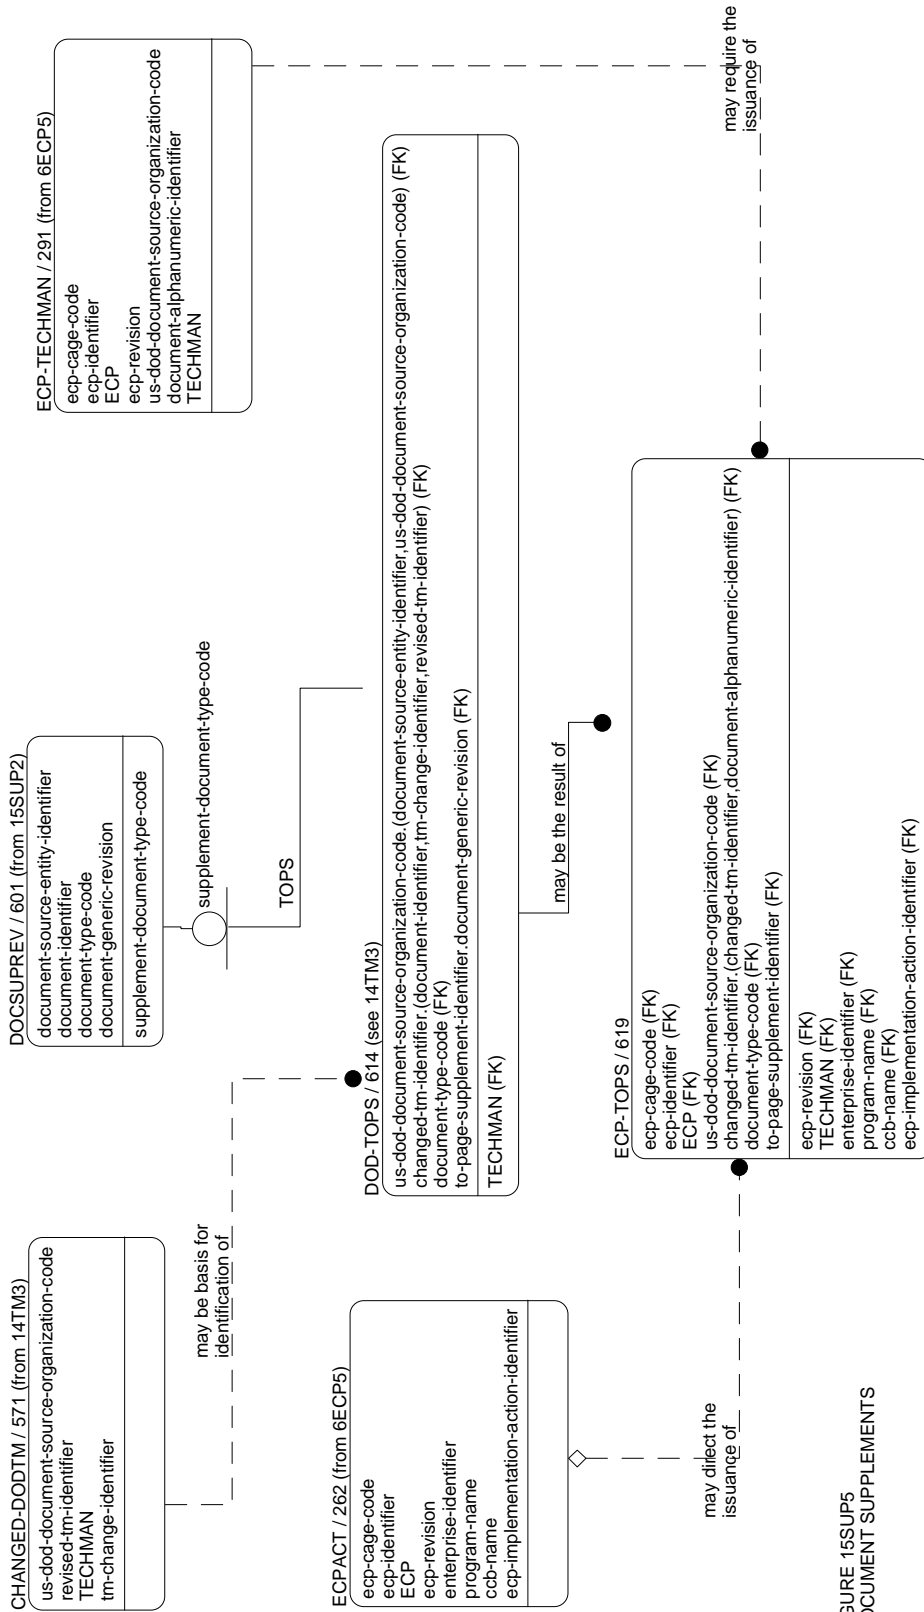 CHANGED-DODTM / 571 (from 14TM3)
us-dod-document-source-organization-code
revised-tm-identifier
TECHMAN
tm-change-identifier
may be basis for
identification of
DOCSUPREV / 601 (from 15SUP2)
document-source-entity-identifier
document-identifier
document-type-code
document-generic-revision
supplement-document-type-code
supplement-document-type-code
TOPS
ECP-TECHMAN / 291 (from 6ECP5)
ecp-cage-code
ecp-identifier
ECP
ecp-revision
us-dod-document-source-organization-code
document-alphanumeric-identifier
TECHMAN
DOD-TOPS / 614 (see 14TM3)
us-dod-document-source-organization-code.(document-source-entity-identifier,us-dod-document-source-organization-code) (FK)
changed-tm-identifier.(document-identifier,tm-change-identifier,revised-tm-identifier) (FK)
document-type-code (FK)
to-page-supplement-identifier.document-generic-revision (FK)
TECHMAN (FK)
ECPACT / 262 (from 6ECP5)
ecp-cage-code
ecp-identifier
ECP
ecp-revision
enterprise-identifier
program-name
ccb-name
ecp-implementation-action-identifier
may direct the
issuance of
may be the result of
may require the
issuance of
ECP-TOPS / 619
ecp-cage-code (FK)
ecp-identifier (FK)
ECP (FK)
us-dod-document-source-organization-code (FK)
changed-tm-identifier.(changed-tm-identifier,document-alphanumeric-identifier) (FK)
document-type-code (FK)
to-page-supplement-identifier (FK)
ecp-revision (FK)
TECHMAN (FK)
enterprise-identifier (FK)
program-name (FK)
ccb-name (FK)
ecp-implementation-action-identifier (FK)
GURE 15SUP5
OCUMENT SUPPLEMENTS